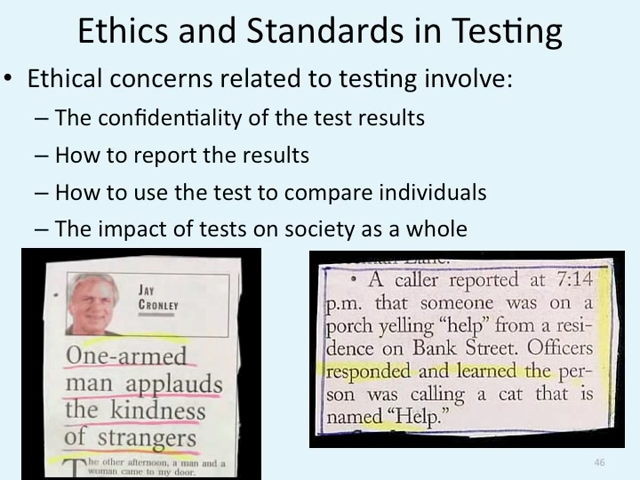 Ethics and Standards in Testing
• Ethical concerns related to testing involve:
– The confidentiality of the test results
– How to report the results
– How to use the test to compare individuals
– The impact of tests on society as a whole
JAY
CRONLEY
One-armed
man applauds
the kindness
of strangers
The other afternoon, a man and a
woman came to my door.
Lane.
• A caller reported at 7:14
p.m. that someone was on a
porch yelling “help” from a resi-
dence on Bank Street. Officers
responded and learned the per-
son was calling a cat that is
named “Help.”
46